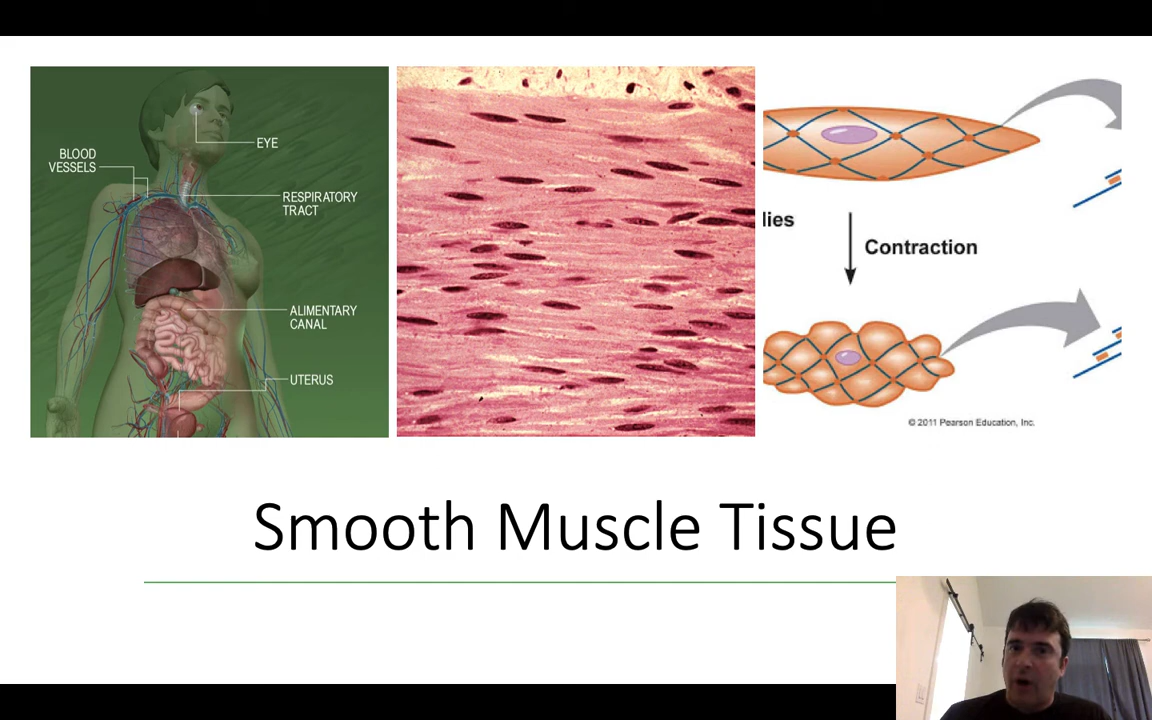 EYE
BLOOD
VESSELS
RESPIRATORY
TRACT
ALIMENTARY
CANAL
UTERUS
lies
Contraction
© 2011 Pearson Education, Inc.
Smooth Muscle Tissue